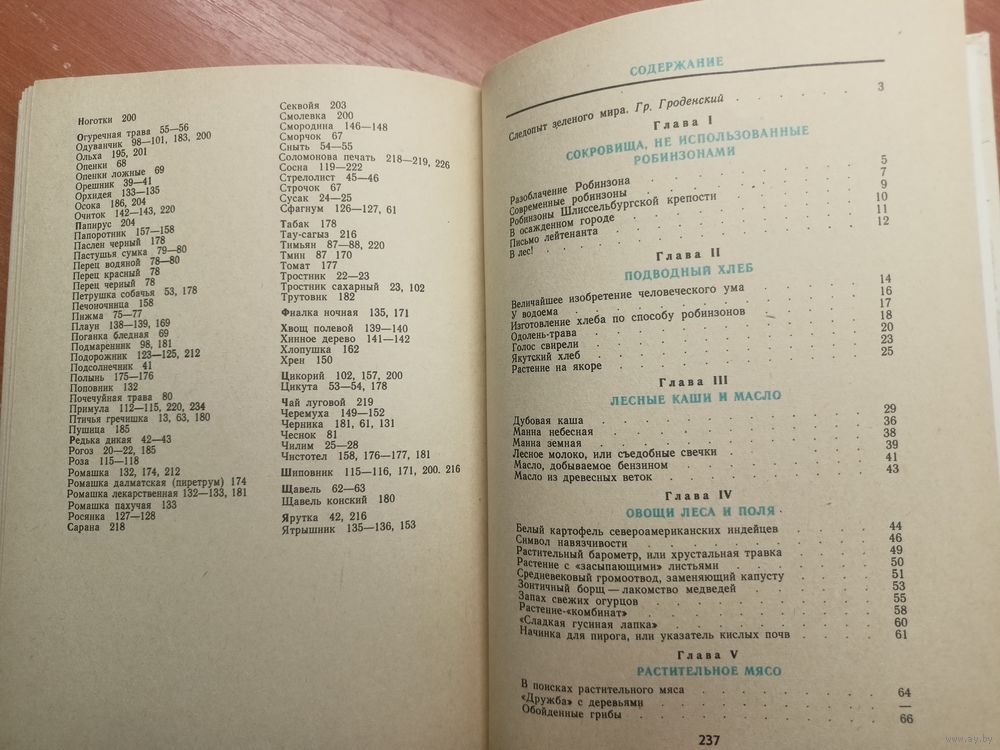 Ноготки 200
Огуречная трава 55—56
Одуванчик 98—101, 183, 200
Ольха 195, 201
Опенки 68
Опенки ложные 69
Орешник 39—41
Орхидея 133—135
Осока 186, 204
Очиток 142—143, 220
Папирус 204
Папоротник 157—158
Паслен черный 178
Пастушья сумка 79—80
Перец водяной 78—80
Перец красный 78
Перец черный 78
Петрушка собачья 53, 178
Печеночница 158
Пижма 75—77
Плаун 138—139, 169
Поганка бледная 69
Подмаренник 98, 181
Подорожник 123—125, 212
Подсолнечник 41
Полынь 175—176
Поповник 132
Почечуйная трава 80
Примула 112—115, 220, 234
Птичья гречишка 13, 63, 180
Пушица 185
Редька дикая 42—43
Рогоз 20—22, 185
Роза 115—118
Ромашка 132, 174, 212
Ромашка далматская (пиретрум) 174
Ромашка лекарственная 132—133, 181
Ромашка пахучая 133
Росянка 127—128
Сарана 218
Секвойя 203
Смолевка 200
Смородина 146—148
Сморчок 67
Сныть 54—55
Соломонова печать 218—219, 226
Сосна 119—222
Стрелолист 45—46
Строчок 67
Сусак 24—25
Сфагнум 126—127, 61
Табак 178
Тау-сагыз 216
Тимьян 87—88, 220
Тмин 87 170
Томат 177
Тростник 22—23
Тростник сахарный 23, 102
Трутовик 182
Фиалка ночная 135, 171
Хвощ полевой 139—140
Хинное дерево 141—142
Хлопушка 162
Хрен 150
Цикорий 102, 157, 200
Цикута 53—54, 178
Чай луговой 219
Черемуха 149—152
Черника 181, 61, 131
Чеснок 81
Чилим 25—28
Чистотел 158, 176—177, 181
Шиповник 115—116, 171, 200. 216
Щавель 62—63
Щавель конский 180
Ярутка 42, 216
Ятрышник 135—136, 153
СОДЕРЖАНИЕ
Следопыт зеленого мира. Гр. Гроденский . . . . . . . 3
Глава I
СОКРОВИЩА, НЕ ИСПОЛЬЗОВАННЫЕ
РОБИНЗОНАМИ
Разоблачение Робинзона . . . . . . . 5
Современные робинзоны . . . . . . . 7
Робинзоны Шлиссельбургской крепости . . . . . . . 9
В осажденном городе . . . . . . . 10
Письмо лейтенанта . . . . . . . 11
В лес! . . . . . . . 12
Глава II
ПОДВОДНЫЙ ХЛЕБ
Величайшее изобретение человеческого ума . . . . . . . 14
У водоема . . . . . . . 16
Изготовление хлеба по способу робинзонов . . . . . . . 17
Одолень-трава . . . . . . . 18
Голос свирели . . . . . . . 20
Якутский хлеб . . . . . . . 23
Растение на якоре . . . . . . . 25
Глава III
ЛЕСНЫЕ КАШИ И МАСЛО
Дубовая каша . . . . . . . 29
Манна небесная . . . . . . . 36
Манна земная . . . . . . . 38
Лесное молоко, или съедобные свечки . . . . . . . 39
Масло, добываемое бензином . . . . . . . 41
Масло из древесных веток . . . . . . . 43
Глава IV
ОВОЩИ ЛЕСА И ПОЛЯ
Белый картофель североамериканских индейцев . . . . . . . 44
Символ навязчивости . . . . . . . 46
Растительный барометр, или хрустальная травка . . . . . . . 49
Растение с «засыпающими» листьями . . . . . . . 50
Средневековый громоотвод, заменяющий капусту . . . . . . . 51
Зонтичный борщ — лакомство медведей . . . . . . . 53
Запах свежих огурцов . . . . . . . 55
Растение-«комбинат» . . . . . . . 58
«Сладкая гусиная лапка» . . . . . . . 60
Начинка для пирога, или указатель кислых почв . . . . . . . 61
Глава V
РАСТИТЕЛЬНОЕ МЯСО
В поисках растительного мяса . . . . . . . 64
«Дружба» с деревьями . . . . . . . —
Обойденные грибы . . . . . . . 66
237
www.ay.by